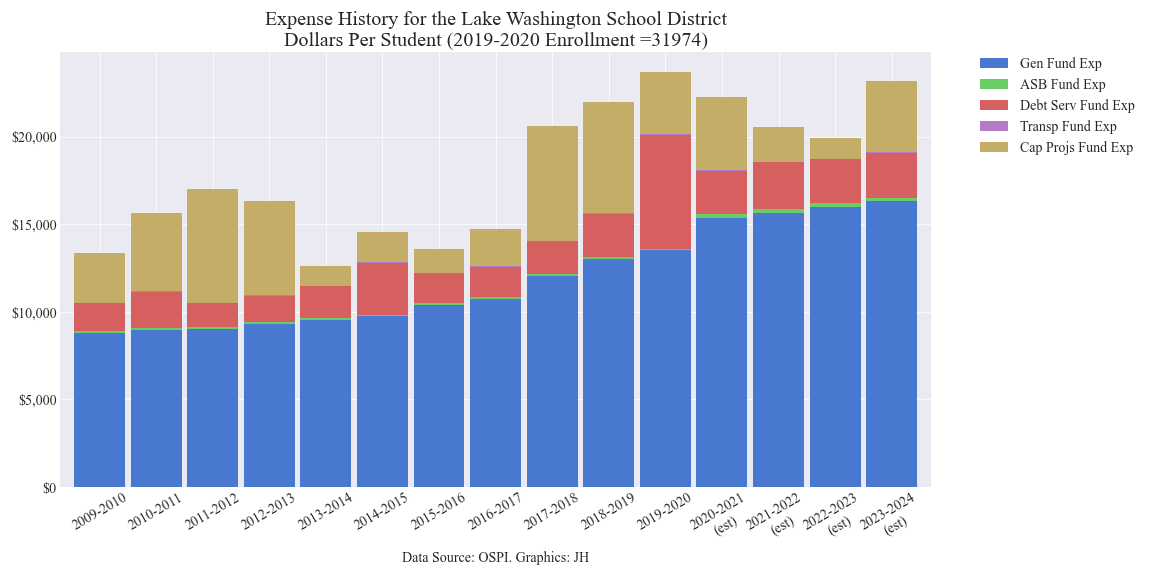 Expense History for the Lake Washington School District
Dollars Per Student (2019-2020 Enrollment =31974)
Gen Fund Exp
ASB Fund Exp
Debt Serv Fund Exp
Transp Fund Exp
Cap Projs Fund Exp
$20,000
$15,000
$10,000
$5,000
$0
2009-2010
2010-2011
2011-2012
2012-2013
2013-2014
2014-2015
2015-2016
2016-2017
2017-2018
2018-2019
2019-2020
2020-2021
(est)
2021-2022
(est)
2022-2023
(est)
2023-2024
(est)
Data Source: OSPI. Graphics: JH